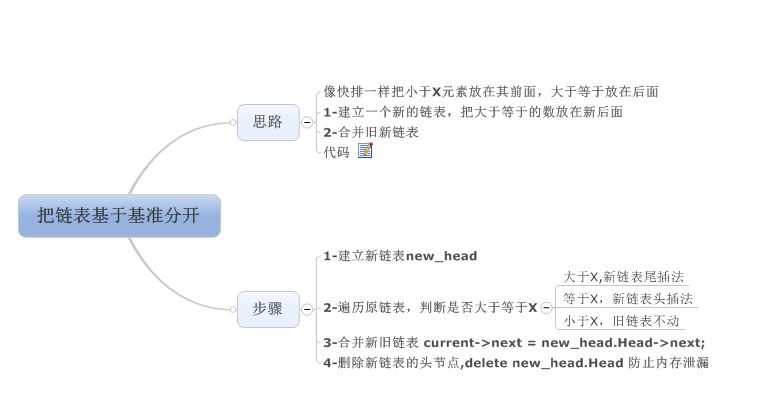 把链表基于基准分开
思路
像快排一样把小于X元素放在其前面，大于等于放在后面
1-建立一个新的链表，把大于等于的数放在新后面
2-合并旧新链表
代码
步骤
1-建立新链表new_head
2-遍历原链表，判断是否大于等于X
大于X,新链表尾插法
等于X，新链表头插法
小于X，旧链表不动
3-合并新旧链表 current->next = new_head.Head->next;
4-删除新链表的头节点,delete new_head.Head 防止内存泄漏